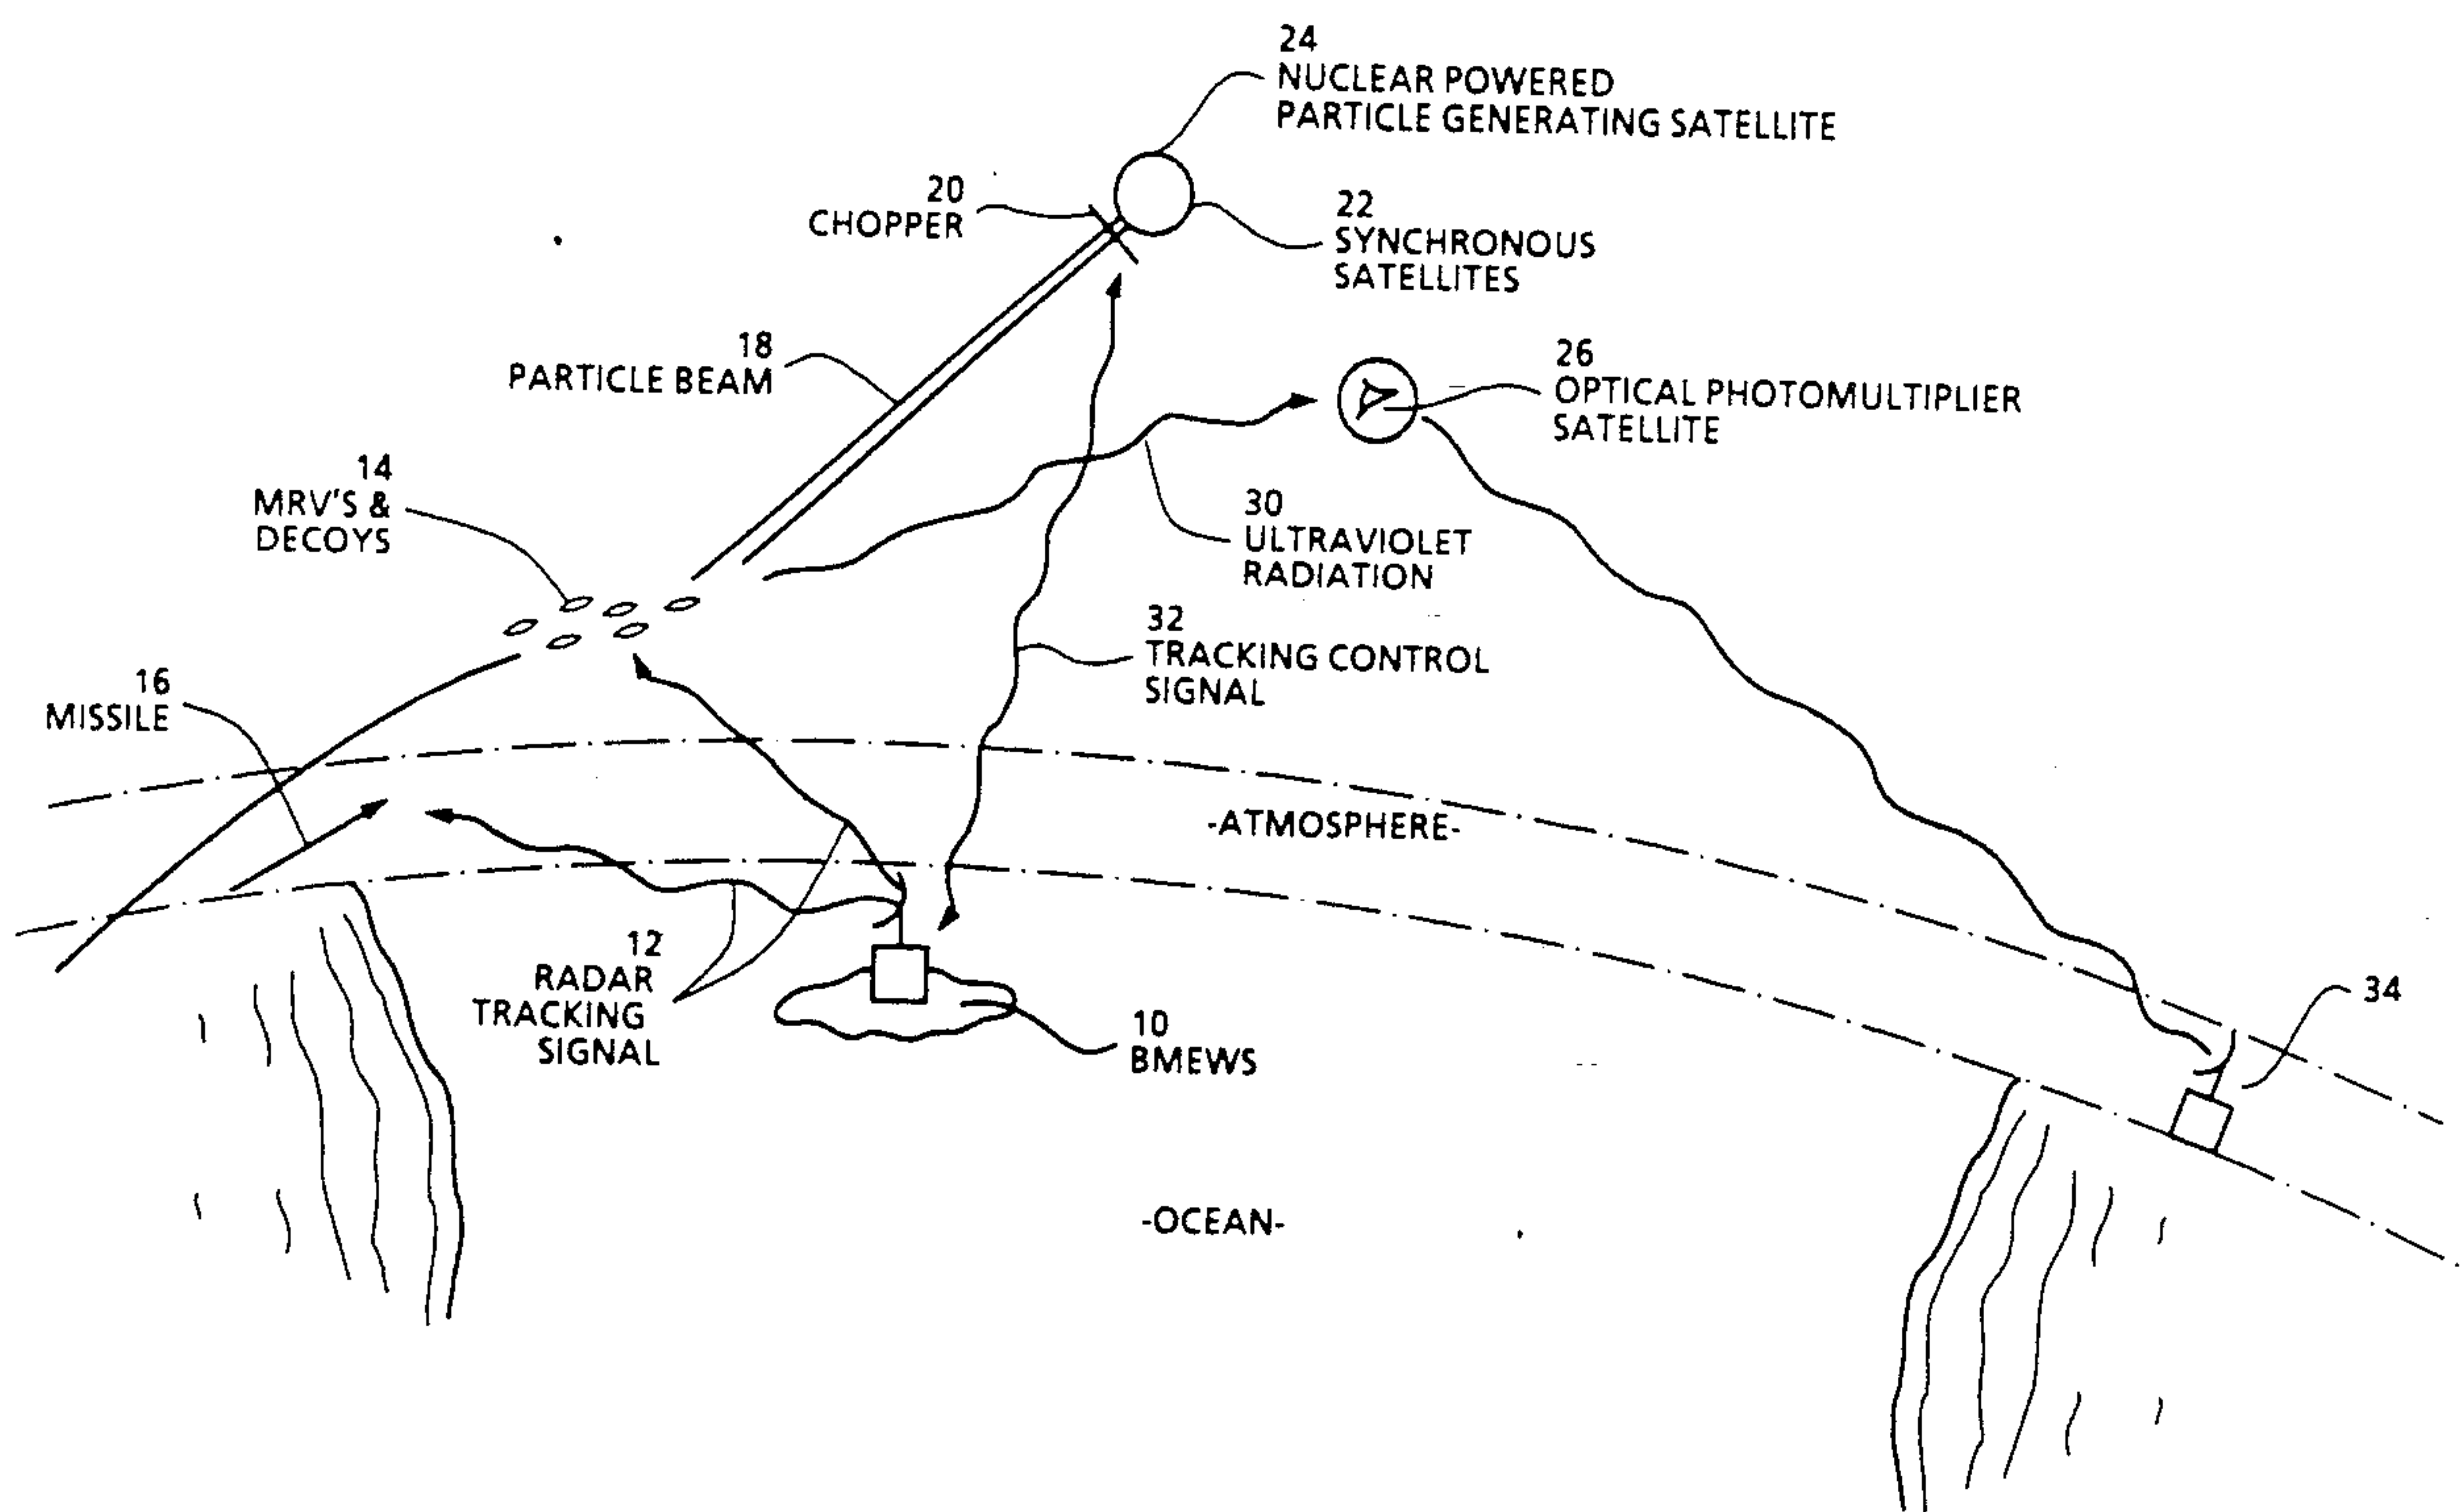 24
NUCLEAR POWERED
PARTICLE GENERATING SATELLITE
20
CHOPPER
22
SYNCHRONOUS
SATELLITES
18
PARTICLE BEAM
26
OPTICAL PHOTOMULTIPLIER
SATELLITE
14
MRV'S &
DECOYS
30
ULTRAVIOLET
RADIATION
32
TRACKING CONTROL
SIGNAL
16
MISSILE
-ATMOSPHERE-
12
RADAR
TRACKING
SIGNAL
10
BMEWS
34
-OCEAN-